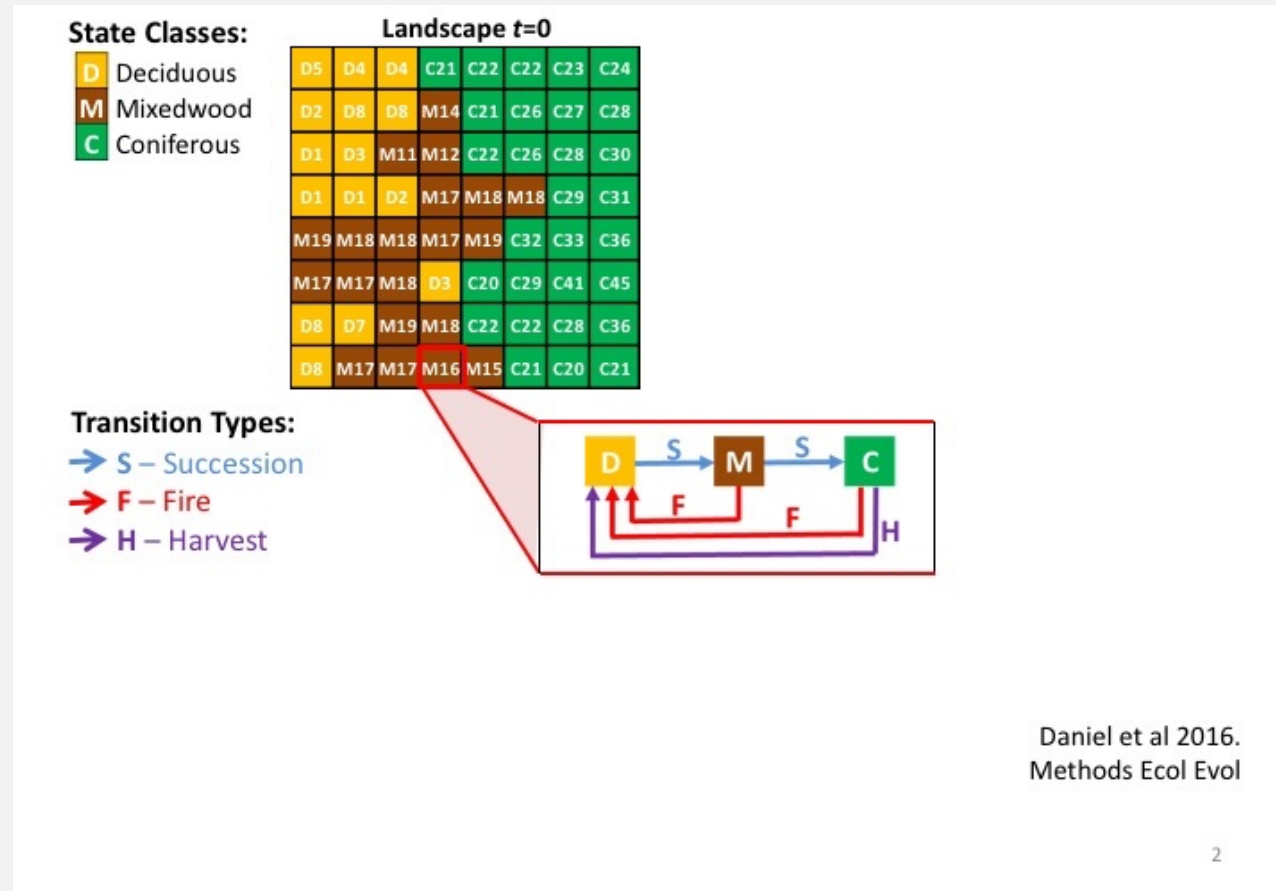 State Classes:
D Deciduous
M Mixedwood
C Coniferous
Landscape t=0
D5 D4 D4 C21 C22 C22 C23 C24
D2 D8 D8 M14 C21 C26 C27 C28
D1 D3 M11 M12 C22 C26 C28 C30
D1 D1 D2 M17 M18 M18 C29 C31
M19 M18 M18 M17 M19 C32 C33 C36
M17 M17 M18 D3 C20 C29 C41 C45
D8 D7 M19 M18 C22 C22 C28 C36
D8 M17 M17 M16 M15 C21 C20 C21
Transition Types:
S – Succession
F – Fire
H – Harvest
D S M S C
F
F
H
Daniel et al 2016.
Methods Ecol Evol
2